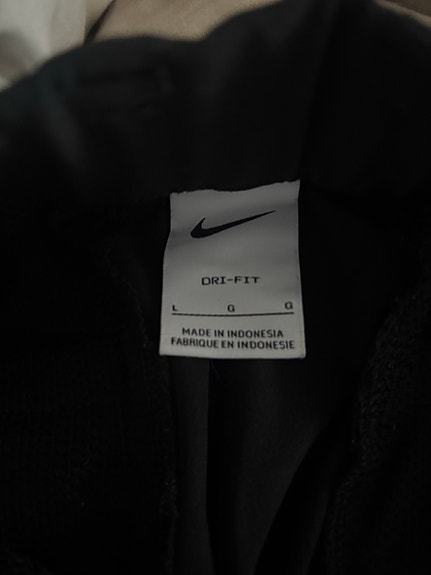 DRI-FIT
L G G
MADE IN INDONESIA
FABRIQUE EN INDONESIE